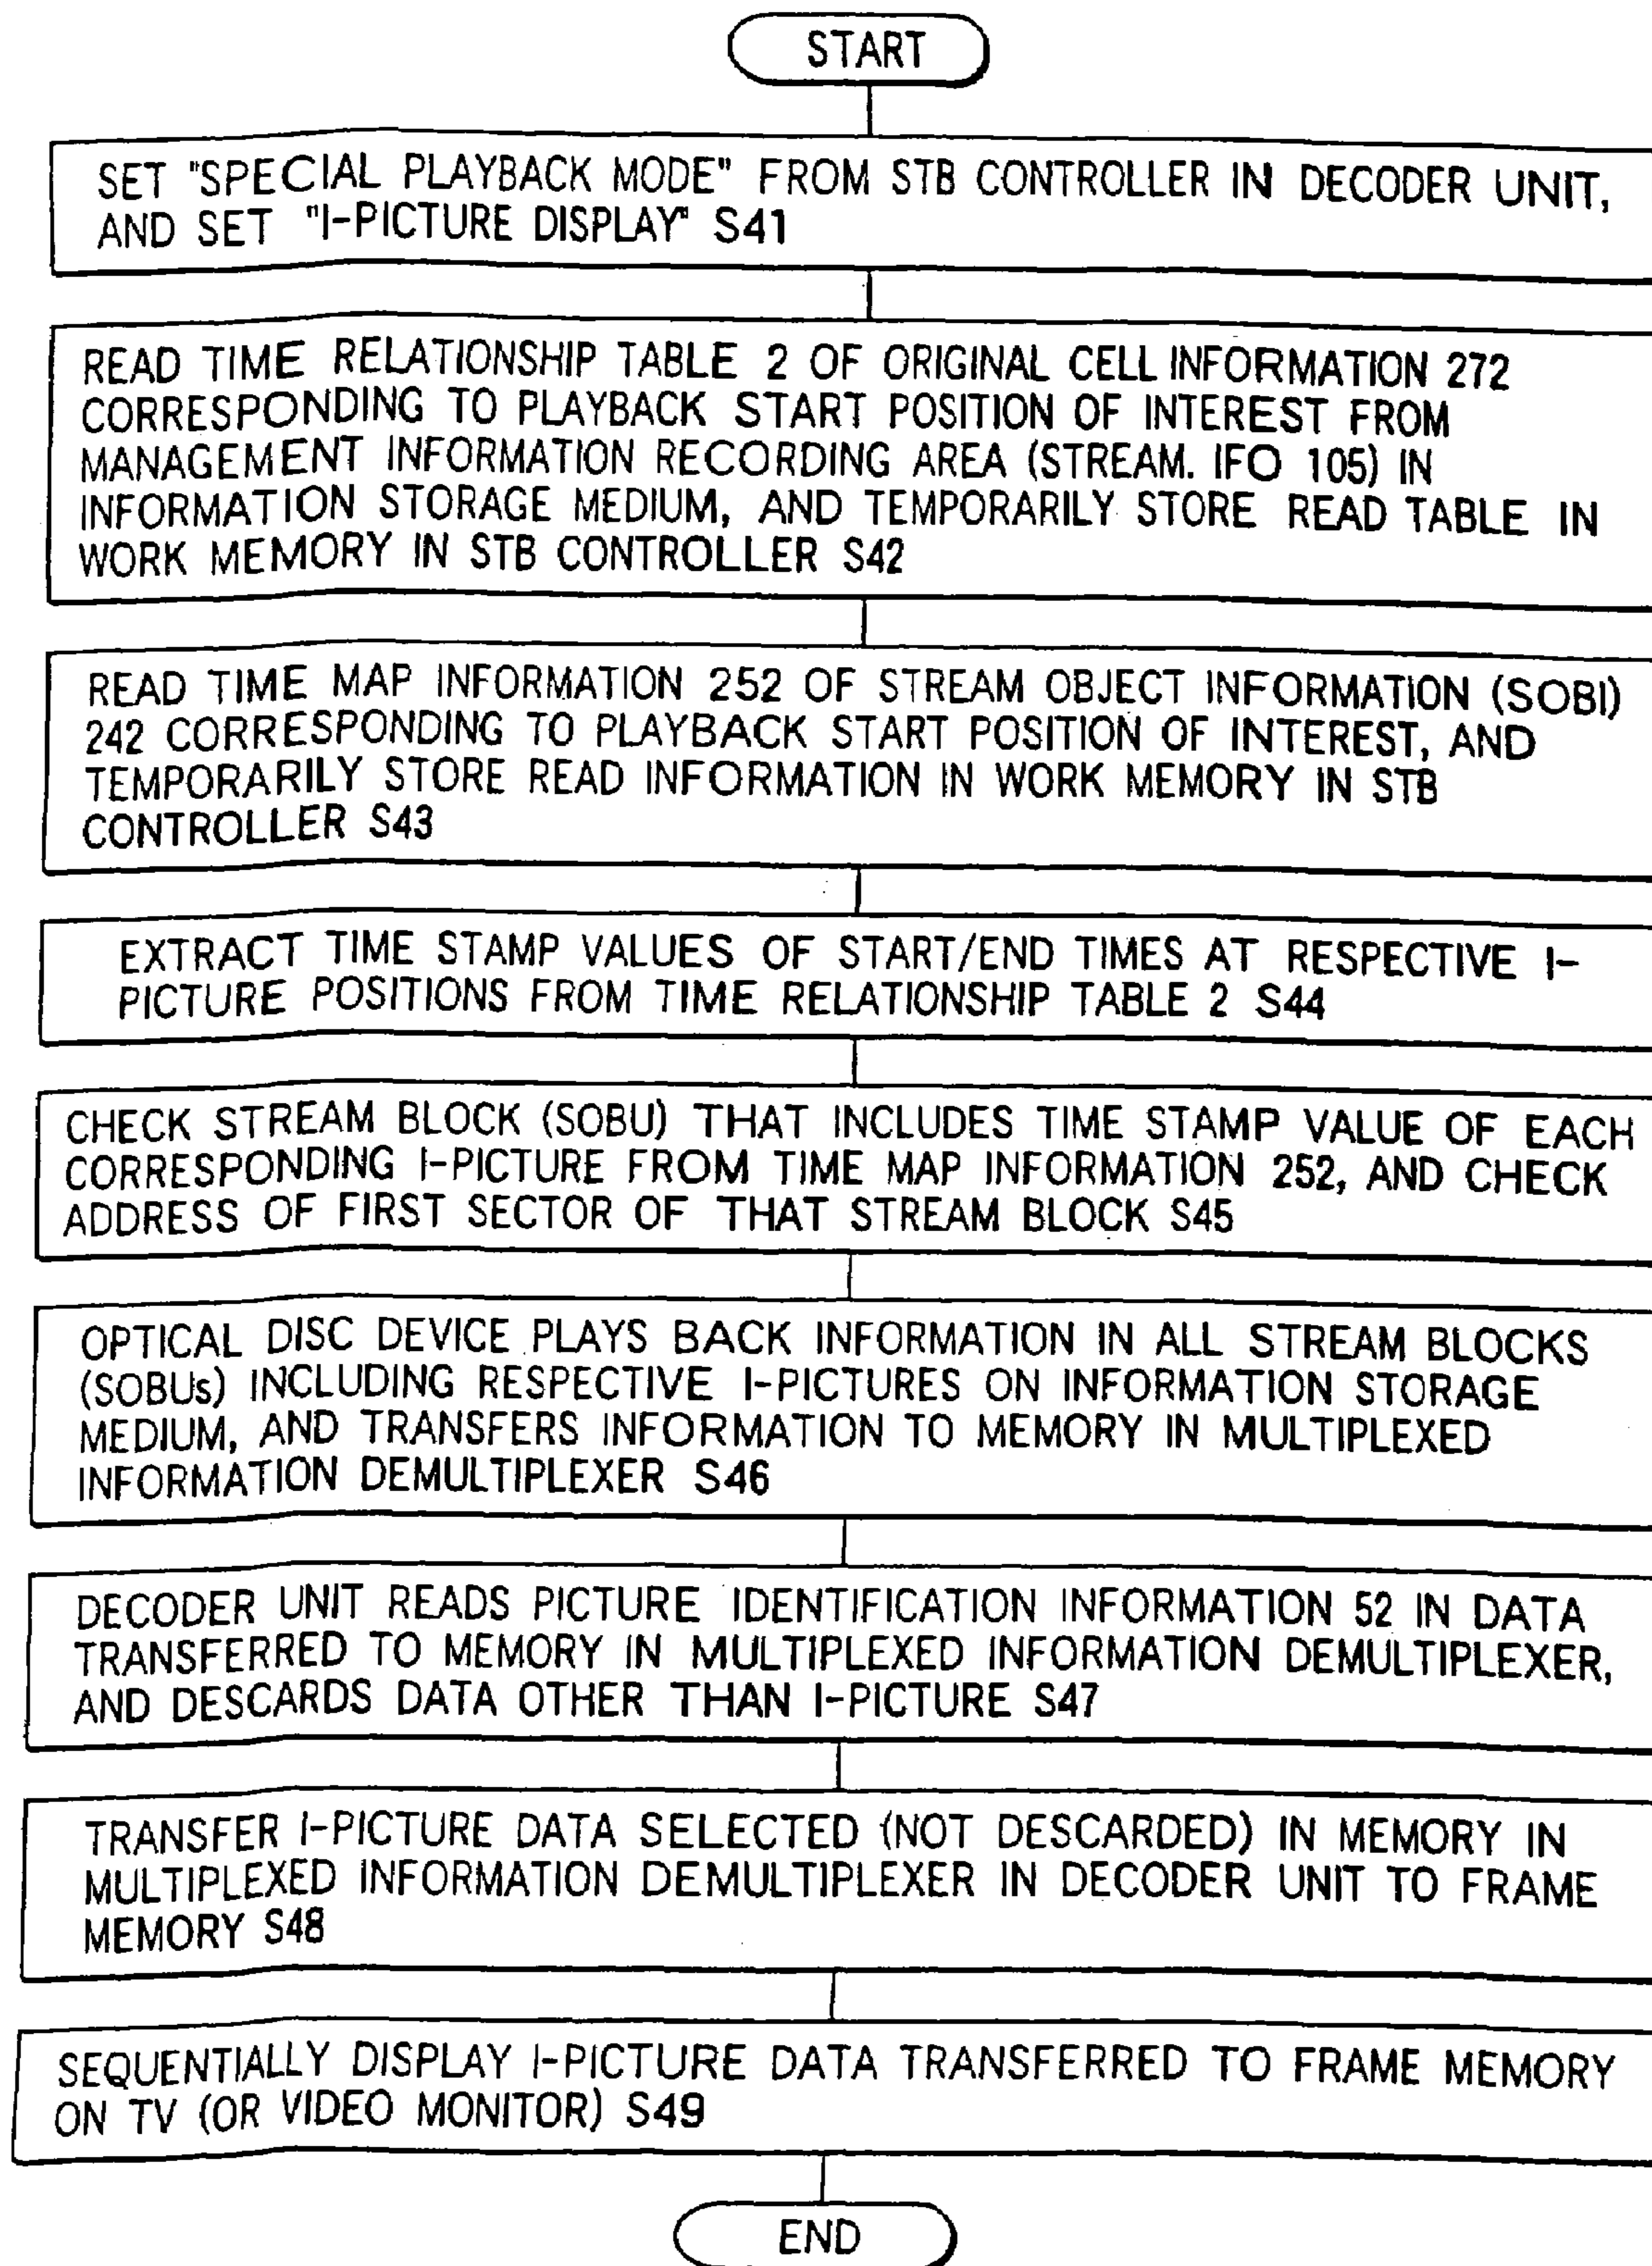 START
SET "SPECIAL PLAYBACK MODE" FROM STB CONTROLLER IN DECODER UNIT,
AND SET "I-PICTURE DISPLAY" S41
READ TIME RELATIONSHIP TABLE 2 OF ORIGINAL CELL INFORMATION 272
CORRESPONDING TO PLAYBACK START POSITION OF INTEREST FROM
MANAGEMENT INFORMATION RECORDING AREA (STREAM. IFO 105) IN
INFORMATION STORAGE MEDIUM, AND TEMPORARILY STORE READ TABLE IN
WORK MEMORY IN STB CONTROLLER S42
READ TIME MAP INFORMATION 252 OF STREAM OBJECT INFORMATION (SOBI)
242 CORRESPONDING TO PLAYBACK START POSITION OF INTEREST, AND
TEMPORARILY STORE READ INFORMATION IN WORK MEMORY IN STB
CONTROLLER S43
EXTRACT TIME STAMP VALUES OF START/END TIMES AT RESPECTIVE I-
PICTURE POSITIONS FROM TIME RELATIONSHIP TABLE 2 S44
CHECK STREAM BLOCK (SOBU) THAT INCLUDES TIME STAMP VALUE OF EACH
CORRESPONDING I-PICTURE FROM TIME MAP INFORMATION 252, AND CHECK
ADDRESS OF FIRST SECTOR OF THAT STREAM BLOCK S45
OPTICAL DISC DEVICE PLAYS BACK INFORMATION IN ALL STREAM BLOCKS
(SOBUs) INCLUDING RESPECTIVE I-PICTURES ON INFORMATION STORAGE
MEDIUM, AND TRANSFERS INFORMATION TO MEMORY IN MULTIPLEXED
INFORMATION DEMULTIPLEXER S46
DECODER UNIT READS PICTURE IDENTIFICATION INFORMATION 52 IN DATA
TRANSFERRED TO MEMORY IN MULTIPLEXED INFORMATION DEMULTIPLEXER,
AND DESCARDS DATA OTHER THAN I-PICTURE S47
TRANSFER I-PICTURE DATA SELECTED (NOT DESCARDED) IN MEMORY IN
MULTIPLEXED INFORMATION DEMULTIPLEXER IN DECODER UNIT TO FRAME
MEMORY S48
SEQUENTIALLY DISPLAY I-PICTURE DATA TRANSFERRED TO FRAME MEMORY
ON TV (OR VIDEO MONITOR) S49
END